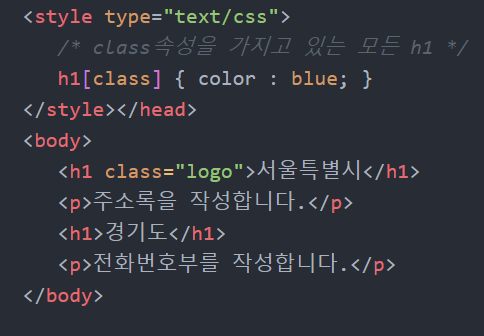 <style type="text/css">
/* class속성을 가지고 있는 모든 h1 */
h1[class] { color : blue; }
</style></head>
<body>
<h1 class="logo">서울특별시</h1>
<p>주소록을 작성합니다.</p>
<h1>경기도</h1>
<p>전화번호부를 작성합니다.</p>
</body>